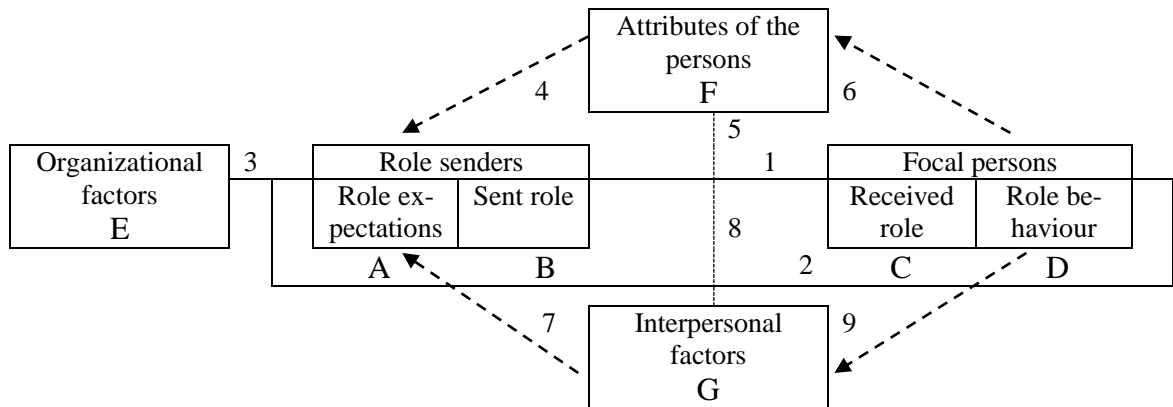 Attributes of the
persons
F
4
6
5
Organizational
factors
E
3
Role senders
1
Focal persons
Role ex-
pectations
Sent role
Received
role
Role be-
haviour
8
A
B
2
C
D
7
Interpersonal
factors
G
9